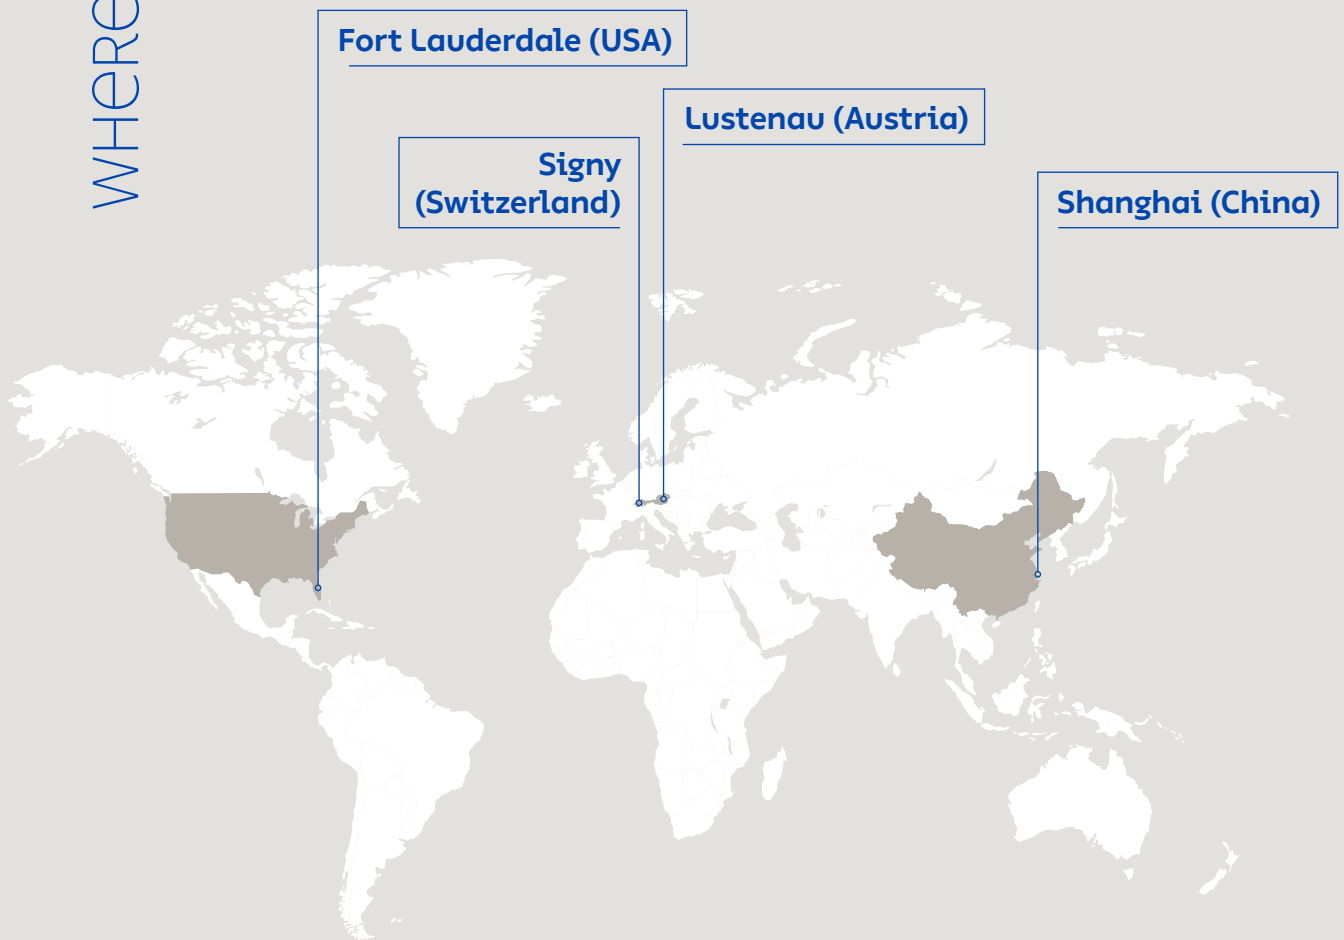 WHERE
Fort Lauderdale (USA)
Lustenau (Austria)
Signy
(Switzerland)
Shanghai (China)